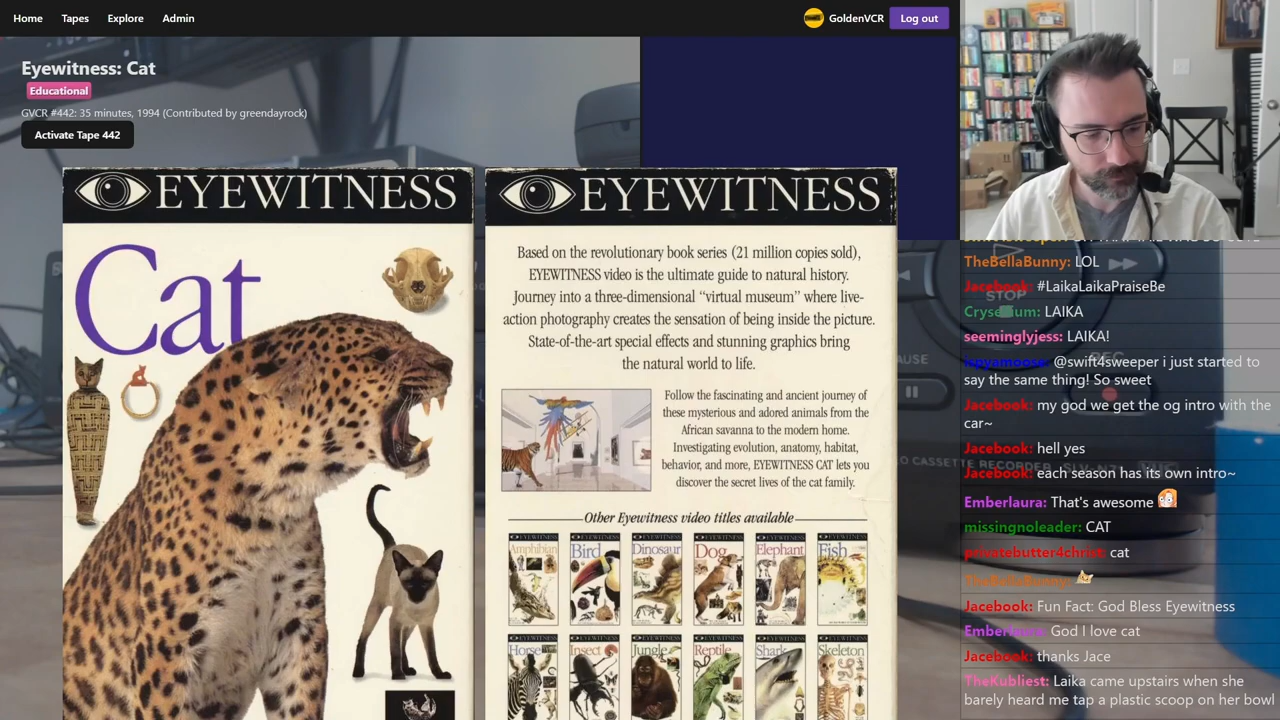 Home Tapes Explore Admin
GoldenVCR Log out
Eyewitness: Cat
Educational
GVCR #442: 35 minutes, 1994 (Contributed by greendayrock)
Activate Tape 442
EYEWITNESS
Cat
EYEWITNESS
Based on the revolutionary book series (21 million copies sold),
EYEWITNESS video is the ultimate guide to natural history.
Journey into a three-dimensional “virtual museum” where live-
action photography creates the sensation of being inside the picture.
State-of-the-art special effects and stunning graphics bring
the natural world to life.
Follow the fascinating and ancient journey of
these mysterious and adored animals from the
African savanna to the modern home.
Investigating evolution, anatomy, habitat,
behavior, and more, EYEWITNESS CAT lets you
discover the secret lives of the cat family.
Other Eyewitness video titles available
Amphibian Bird Dinosaur Dog Elephant Fish
Horse Insect Jungle Reptile Shark Skeleton
STOP
REC
TheBellaBunny: LOL
Jacebook: #LaikaLaikaPraiseBe
LAIKA
seeminglyjess: LAIKA!
@swift4sweeper i just started to
say the same thing! So sweet
Jacebook: my god we get the og intro with the
car~
Jacebook: hell yes
Jacebook: each season has its own intro~
Emberlaura: That's awesome
missingnoleader: CAT
privatebutter4christ: cat
TheBellaBunny:
Jacebook: Fun Fact: God Bless Eyewitness
Emberlaura: God I love cat
Jacebook: thanks Jace
TheKubliest: Laika came upstairs when she
barely heard me tap a plastic scoop on her bowl